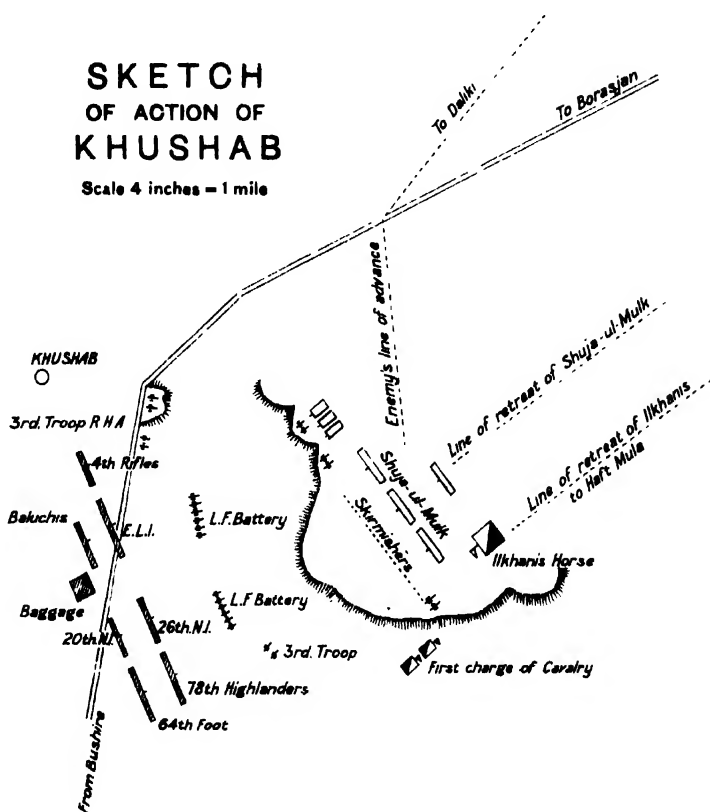 SKETCH
OF ACTION OF
KHUSHAB
Scale 4 inches = 1 mile
To Daliki
To Borasjan
Enemy's line of advance
KHUSHAB
3rd. Troop R H A
4th Rifles
Baluchis
E.L.I.
L.F. Battery
Baggage
L.F Battery
20th N.I.
26th N.I.
3rd. Troop
78th Highlanders
64th Foot
From Bushire
Shuja-ul-Mulk
Skirmishers
Line of retreat of Shuja-ul-Mulk
Line of retreat of Ilkhanis
to Haft Mula
Ilkhanis Horse
First charge of Cavalry